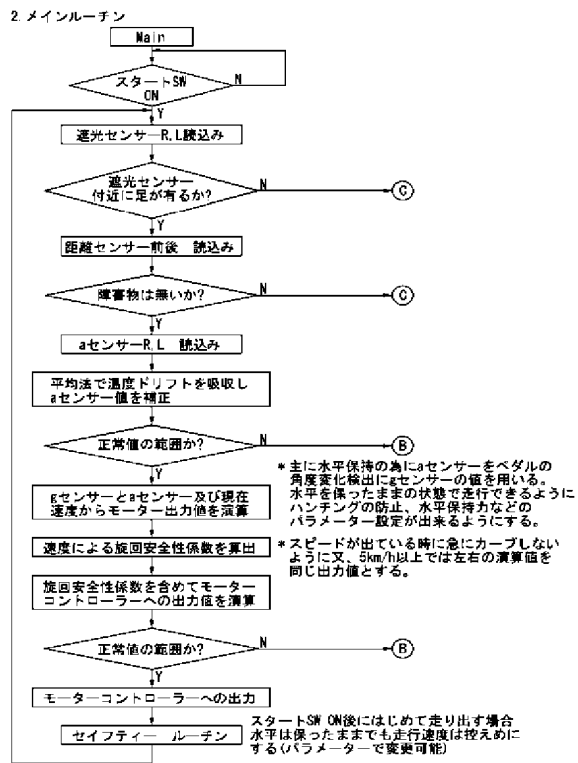 2. メインルーチン
Main
スタートSW
ON
N
Y
遮光センサーR,L読込み
遮光センサー
付近に足が有るか?
N
C
Y
距離センサー前後 読込み
障害物は無いか?
N
C
Y
aセンサーR,L 読込み
平均法で温度ドリフトを吸収し
aセンサー値を補正
正常値の範囲か?
N
B
Y
*主に水平保持の為にaセンサーをペダルの
角度変化検出にgセンサーの値を用いる。
水平を保ったままの状態で走行できるように
ハンチングの防止、水平保持力などの
パラメーター設定が出来るようにする。
gセンサーとaセンサー及び現在
速度からモーター出力値を演算
速度による旋回安全性係数を算出
*スピードが出ている時に急にカーブしない
ように又、5km/h以上では左右の演算値を
同じ出力値とする。
旋回安全性係数を含めてモーター
コントローラーへの出力値を演算
正常値の範囲か?
N
B
Y
モーターコントローラーへの出力
セイフティー ルーチン
スタートSW ON後にはじめて走り出す場合
水平は保ったままでも走行速度は控えめに
する(パラメーターで変更可能)